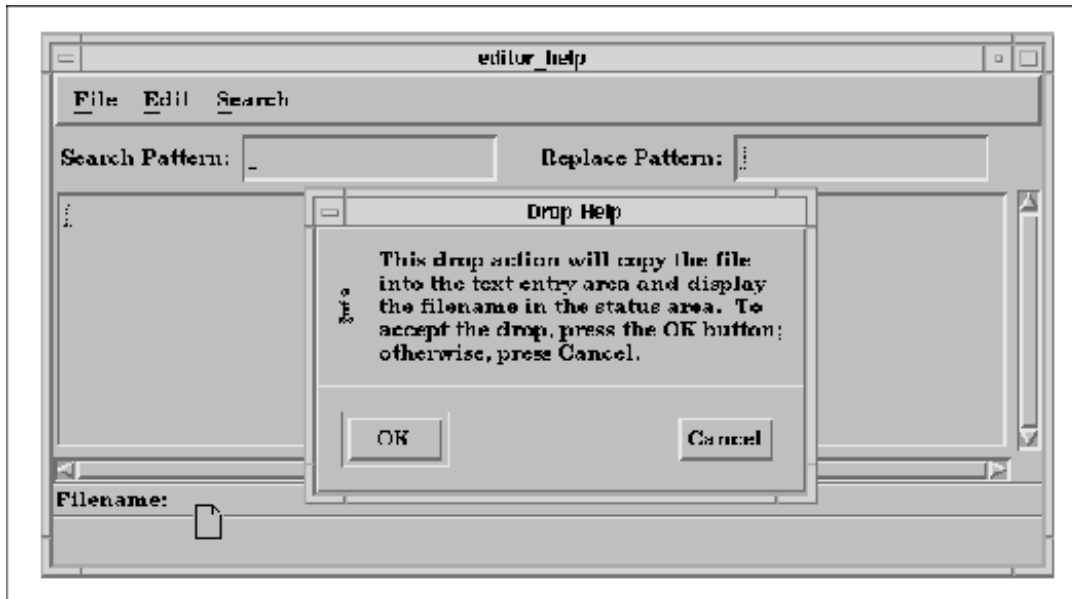 editor_help
File Edit Search
Search Pattern: Replace Pattern:
Drop Help
This drop action will copy the file
into the text entry area and display
the filename in the status area. To
accept the drop, press the OK button;
otherwise, press Cancel.
OK Cancel
Filename: